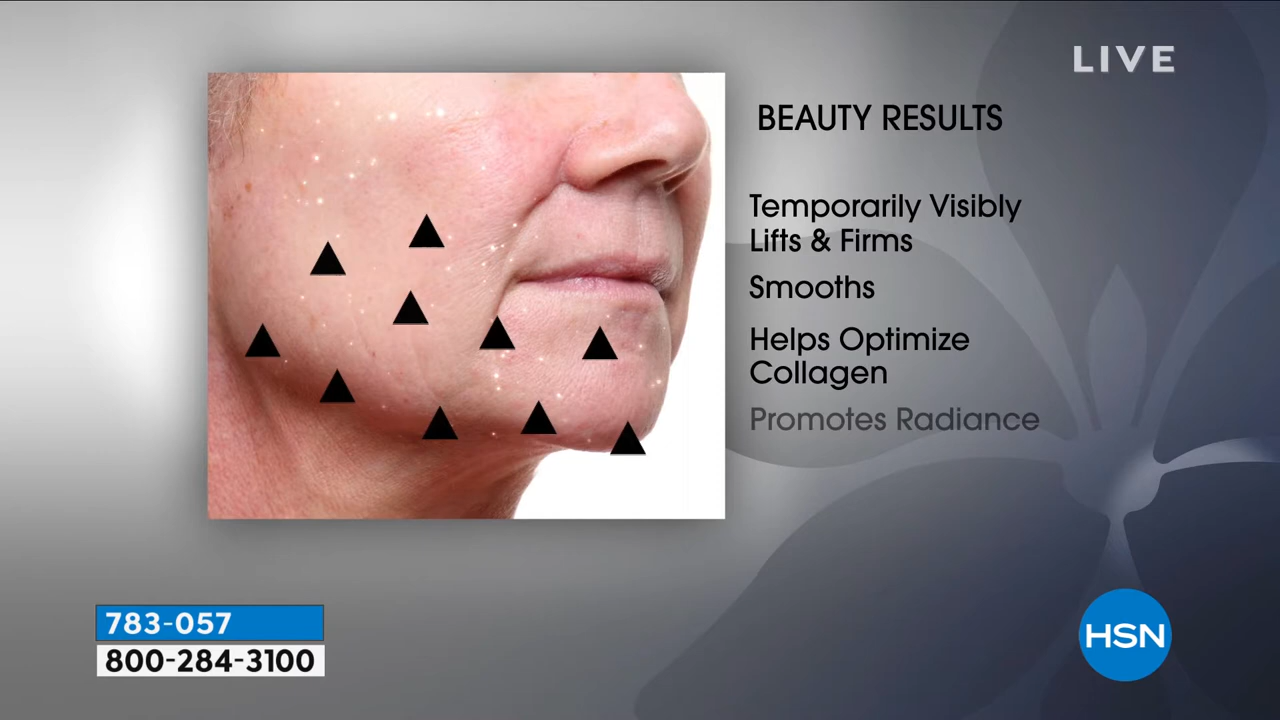 LIVE
BEAUTY RESULTS
Temporarily Visibly
Lifts & Firms
Smooths
Helps Optimize
Collagen
Promotes Radiance
783-057
800-284-3100
HSN